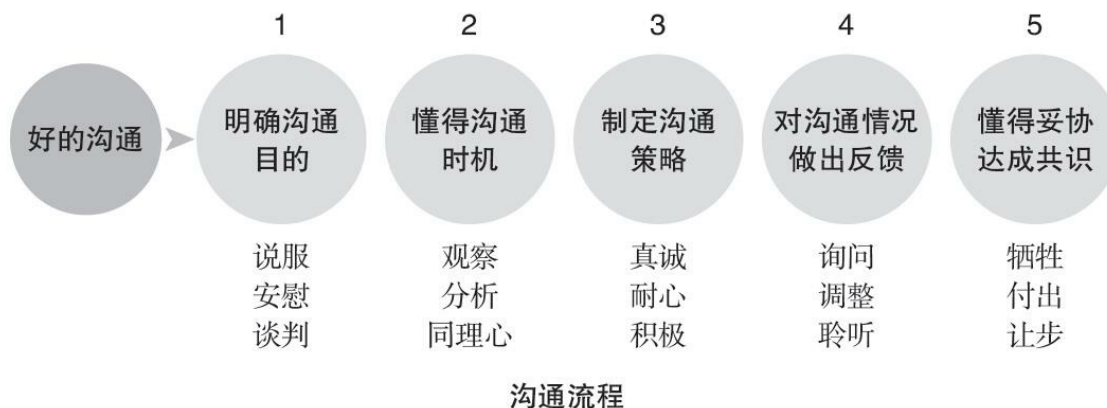 1
2
3
4
5
好的沟通
明确沟通
目的
懂得沟通
时机
制定沟通
策略
对沟通情况
做出反馈
懂得妥协
达成共识
说服
安慰
谈判
观察
分析
同理心
真诚
耐心
积极
询问
调整
聆听
牺牲
付出
让步
沟通流程